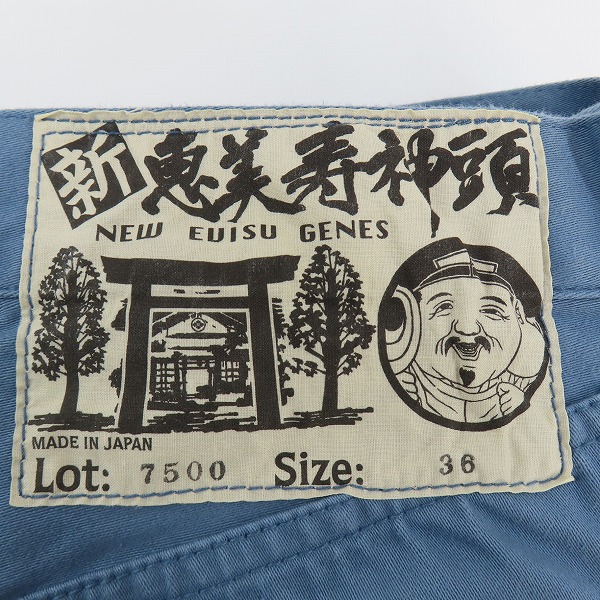 新 恵美寿神頭
NEW EVISU GENES
MADE IN JAPAN
Lot: 7500 Size: 36